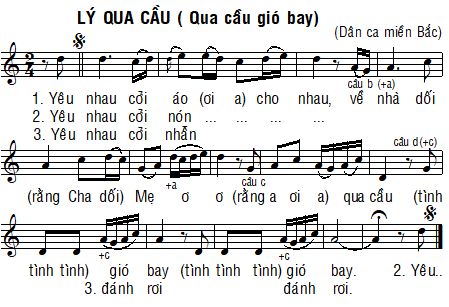 LÝ QUA CẦU ( Qua cầu gió bay)
(Dân ca miền Bắc)
2 4
câu b (+a)
1. Yêu nhau cởi áo (ơi a) cho nhau, về nhà dối
2. Yêu nhau cởi nón ... ... ... ...
3. Yêu nhau cởi nhẫn
câu d (+c)
+a câu c
(rằng Cha dối) Mẹ ơ ơ (rằng a ơi a) qua cầu (tình
+c +c
tình tình) gió bay (tình tình tình) gió bay. 2. Yêu..
3. đánh rơi đánh rơi.